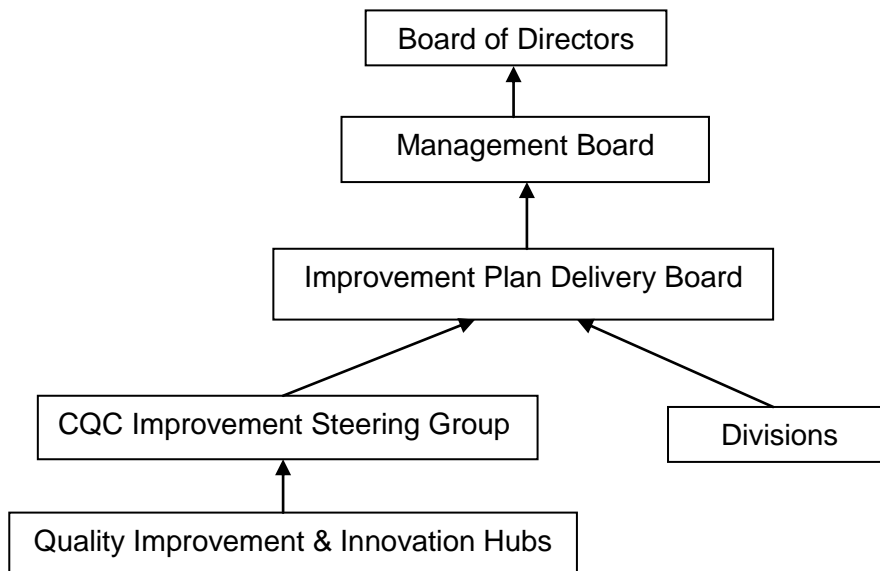 Board of Directors
Management Board
Improvement Plan Delivery Board
CQC Improvement Steering Group
Divisions
Quality Improvement & Innovation Hubs